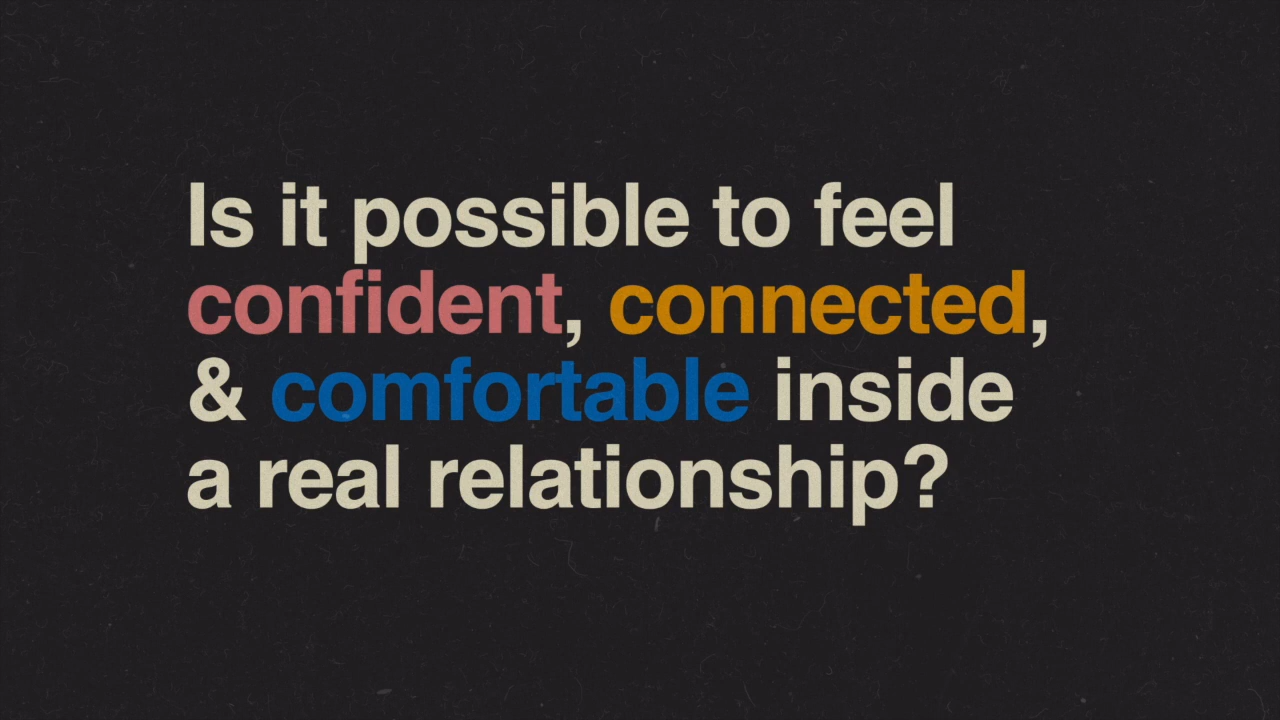 Is it possible to feel
confident, connected,
& comfortable inside
a real relationship?